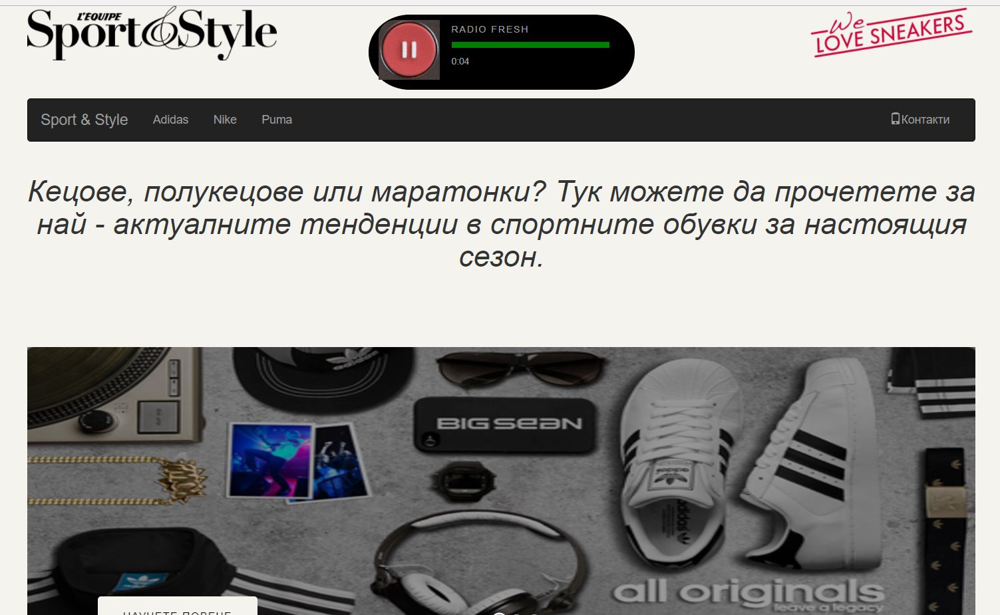 L'EQUIPE
Sport&Style
RADIO FRESH
0:04
We
LOVE SNEAKERS
Sport & Style Adidas Nike Puma Контакти
Кецове, полукецове или маратонки? Тук можете да прочетете за
най - актуалните тенденции в спортните обувки за настоящия
сезон.
adidas
BIG SEAN
adidas
adidas
all originals
leave a legacy
НАУЧЕТЕ ПОВЕЧЕ